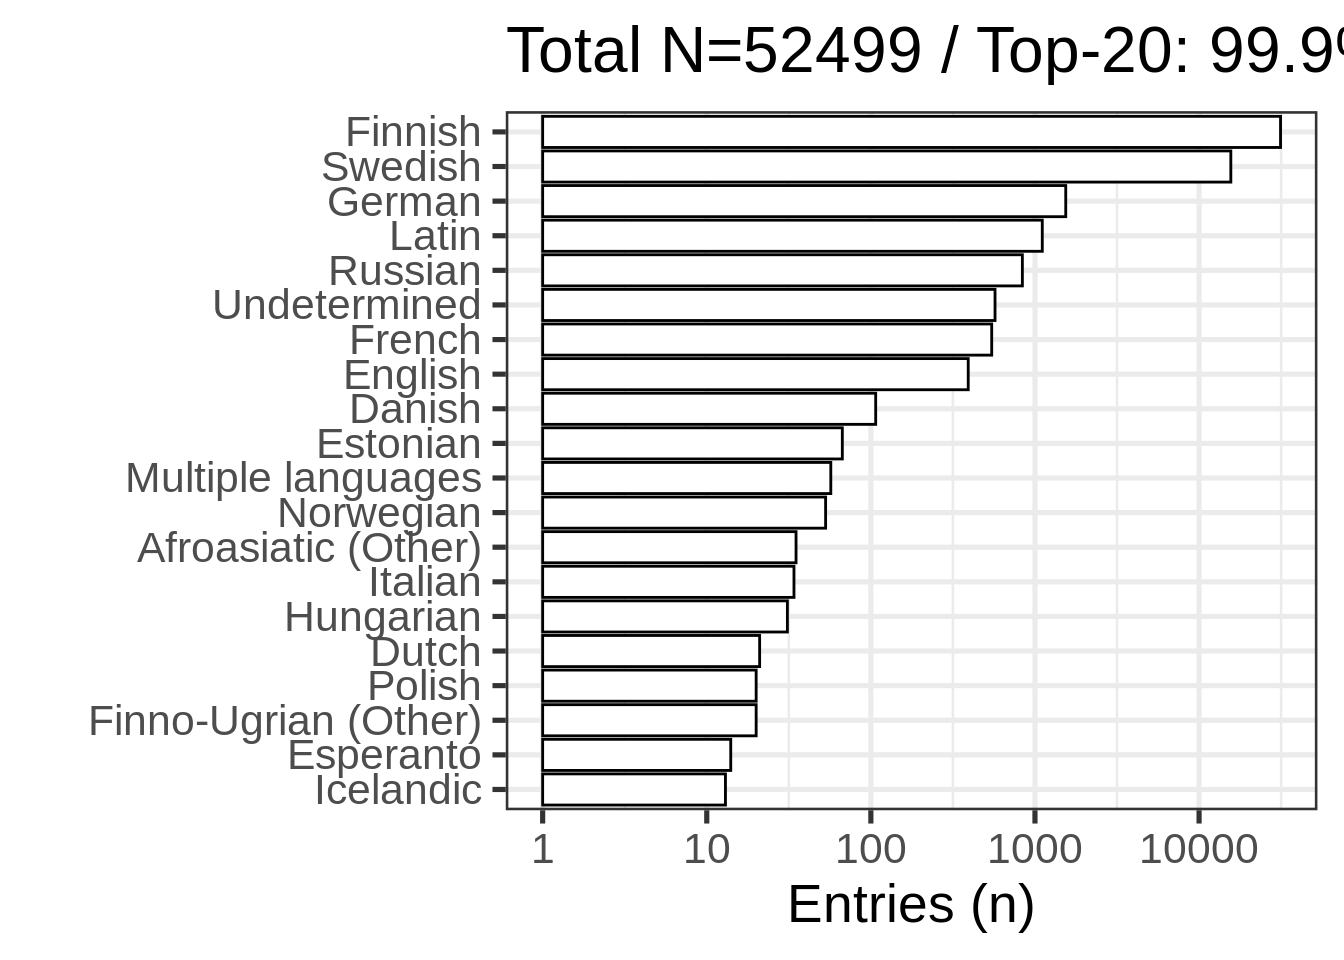 Total N=52499 / Top-20: 99.9%
Finnish
Swedish
German
Latin
Russian
Undetermined
French
English
Danish
Estonian
Multiple languages
Norwegian
Afroasiatic (Other)
Italian
Hungarian
Dutch
Polish
Finno-Ugrian (Other)
Esperanto
Icelandic
1 10 100 1000 10000
Entries (n)